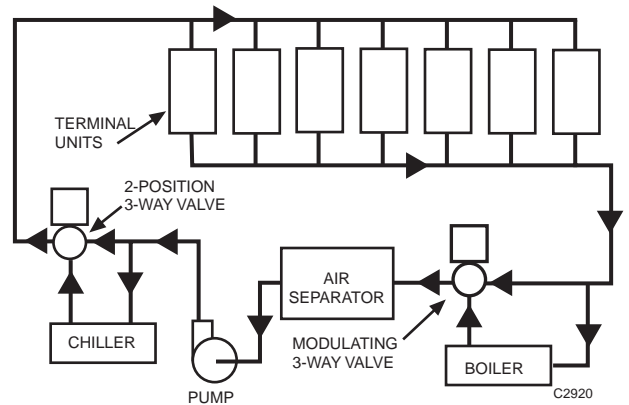 TERMINAL
UNITS
2-POSITION
3-WAY VALVE
AIR
SEPARATOR
MODULATING
3-WAY VALVE
CHILLER
PUMP
BOILER
C2920